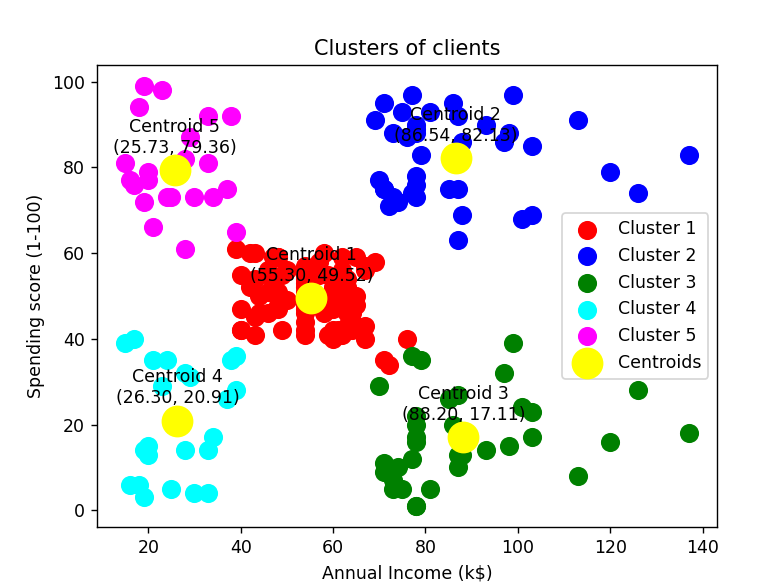 Clusters of clients
100
80
60
40
20
0
Spending score (1-100)
Centroid 5
(25.73, 79.36)
Centroid 2
(86.54, 82.13)
Centroid 1
(55.30, 49.52)
Centroid 4
(26.30, 20.91)
Centroid 3
(88.20, 17.11)
Cluster 1
Cluster 2
Cluster 3
Cluster 4
Cluster 5
Centroids
20 40 60 80 100 120 140
Annual Income (k$)